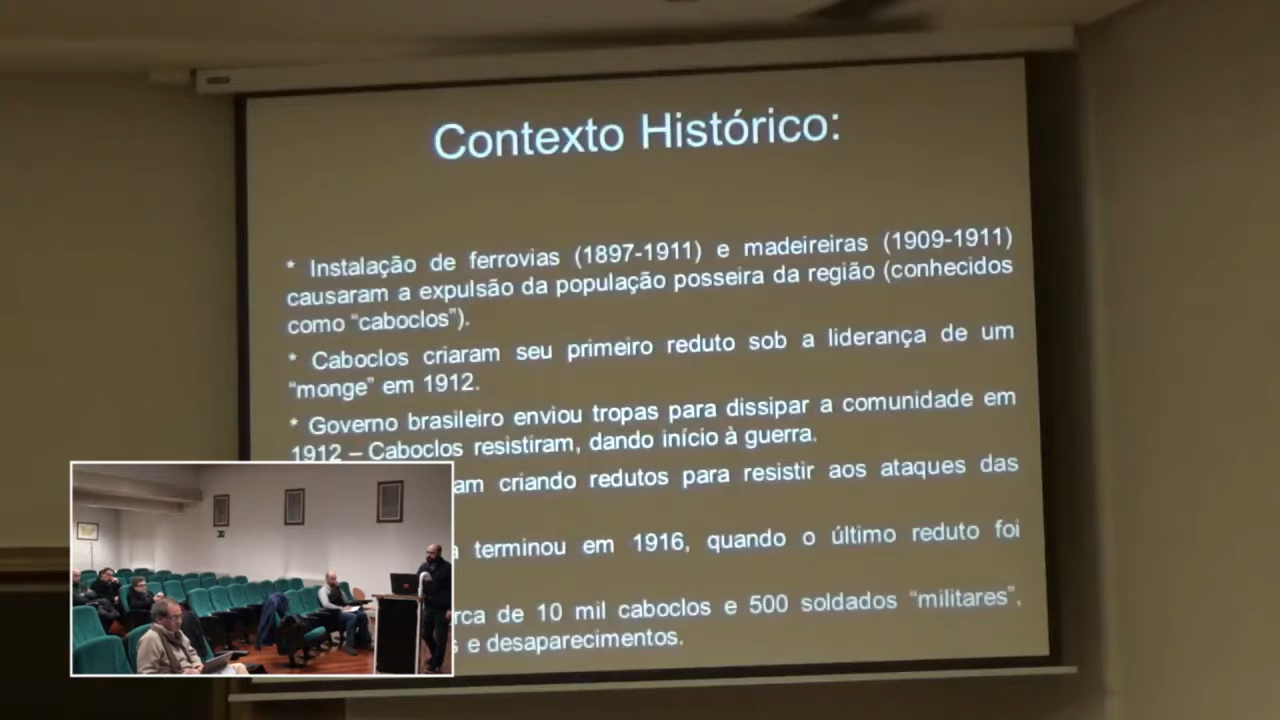 Contexto Histórico:
* Instalação de ferrovias (1897-1911) e madeireiras (1909-1911)
causaram a expulsão da população posseira da região (conhecidos
como “caboclos”).
* Caboclos criaram seu primeiro reduto sob a liderança de um
“monge” em 1912.
* Governo brasileiro enviou tropas para dissipar a comunidade em
1912 – Caboclos resistiram, dando início à guerra.
am criando redutos para resistir aos ataques das
a terminou em 1916, quando o último reduto foi
rca de 10 mil caboclos e 500 soldados “militares”,
s e desaparecimentos.